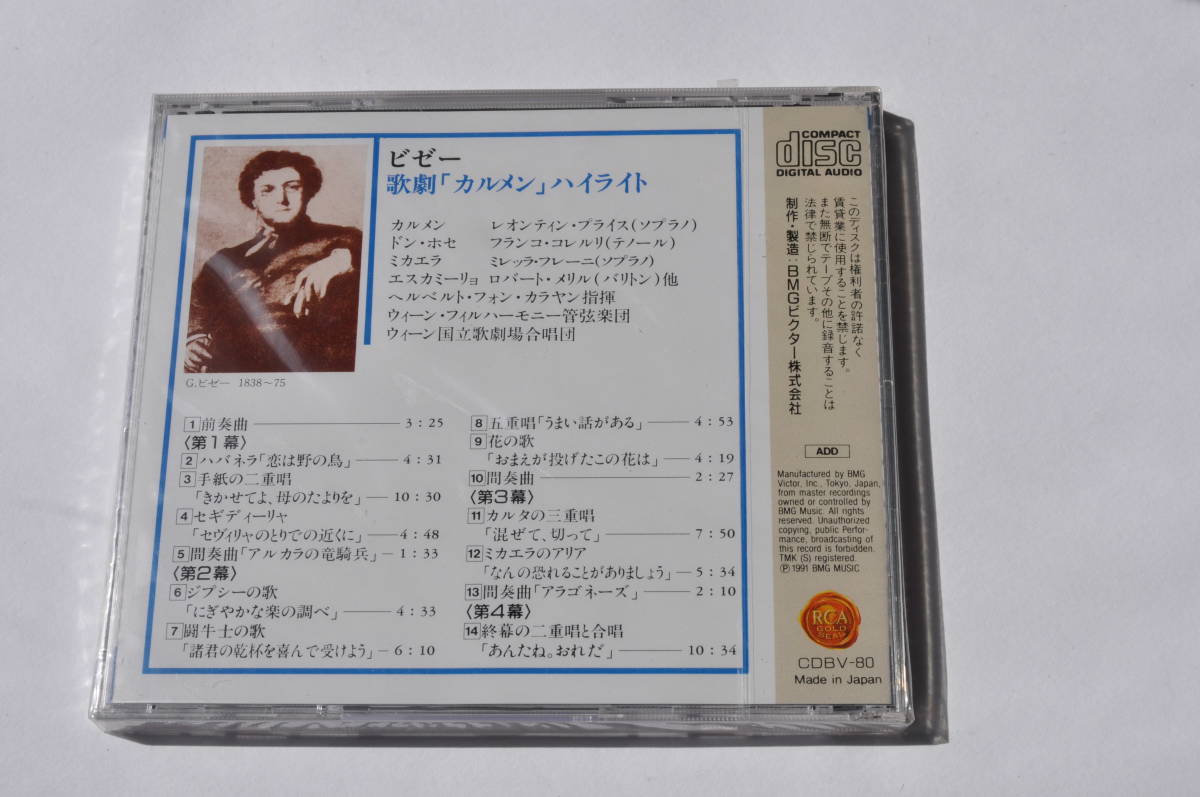 ビゼー
歌劇「カルメン」ハイライト
カルメン レオンティン・プライス(ソプラノ)
ドン・ホセ フランコ・コレルリ(テノール)
ミカエラ ミレッラ・フレーニ(ソプラノ)
エスカミーリョ ロバート・メリル(バリトン)他
ヘルベルト・フォン・カラヤン指揮
ウィーン・フィルハーモニー管弦楽団
ウィーン国立歌劇場合唱団
G.ビゼー 1838〜75
1 前奏曲 3:25
〈第1幕〉
2 ハバネラ「恋は野の鳥」 4:31
3 手紙の二重唱
「きかせてよ、母のたよりを」 10:30
4 セギディーリャ
「セヴィリャのとりでの近くに」 4:48
5 間奏曲「アルカラの竜騎兵」 1:33
〈第2幕〉
6 ジプシーの歌
「にぎやかな楽の調べ」 4:33
7 闘牛士の歌
「諸君の乾杯を喜んで受けよう」 6:10
8 五重唱「うまい話がある」 4:53
9 花の歌
「おまえが投げたこの花は」 4:19
10 間奏曲 2:27
〈第3幕〉
11 カルタの三重唱
「混ぜて、切って」 7:50
12 ミカエラのアリア
「なんの恐れることがありましょう」 5:34
13 間奏曲「アラゴネーズ」 2:10
〈第4幕〉
14 終幕の二重唱と合唱
「あんたね。おれだ」 10:34
COMPACT
disc
DIGITAL AUDIO
このディスクは権利者の許諾なく
賃貸業に使用することを禁じます。
また無断でテープその他に録音することは
法律で禁じられています。
制作・製造:BMGビクター株式会社
ADD
Manufactured by BMG
Victor, Inc., Tokyo, Japan,
from master recordings
owned or controlled by
BMG Music. All rights
reserved. Unauthorized
copying, public Perfor-
mance, broadcasting of
this record is forbidden.
TMK (S) registered.
Ⓟ 1991 BMG MUSIC
RCA
GOLD
SEAL
CDBV-80
Made in Japan